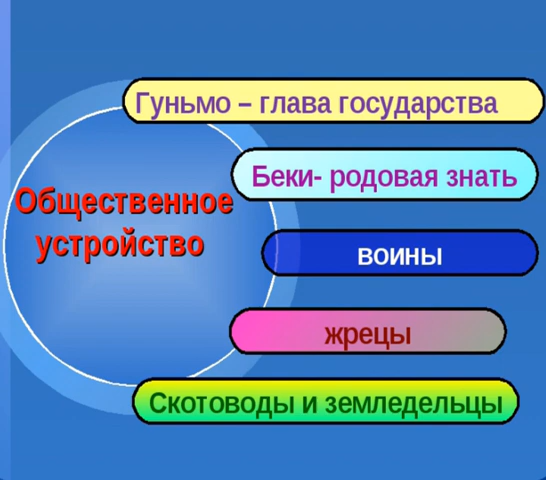 Гуньмо – глава государства
Беки- родовая знать
Общественное
устройство
воины
жрецы
Скотоводы и земледельцы